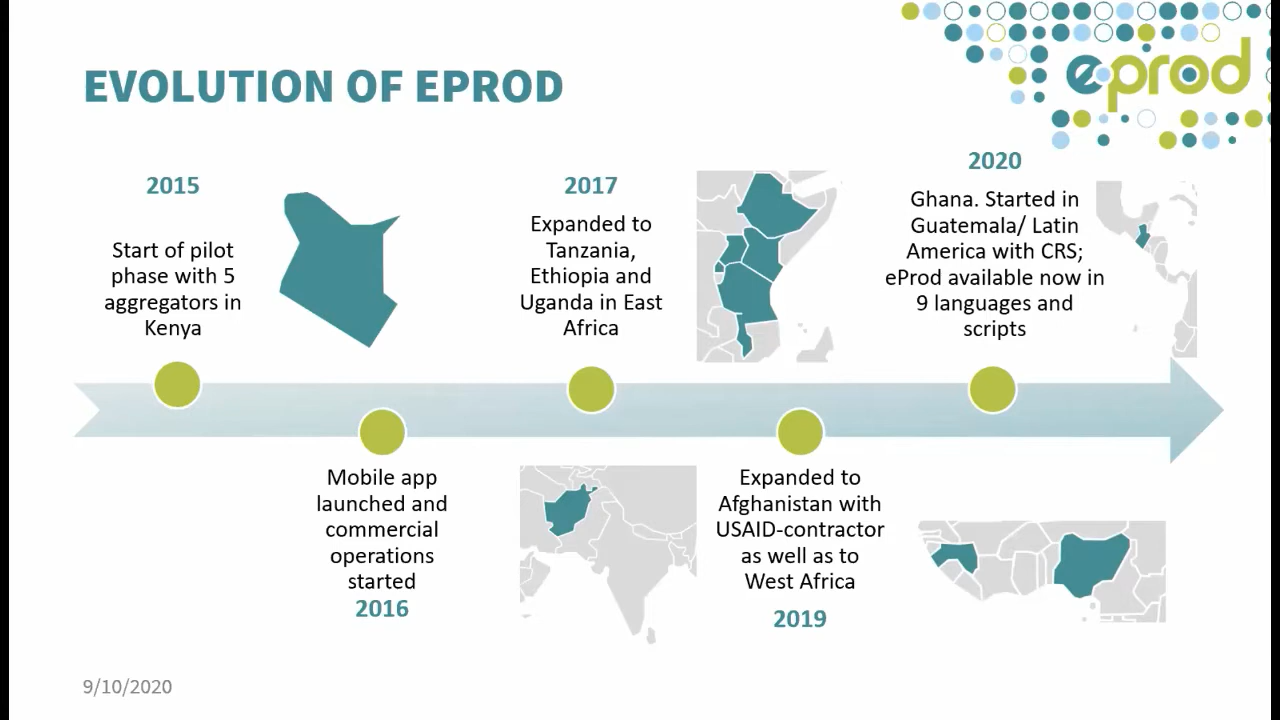 EVOLUTION OF EPROD
eprod
2015
Start of pilot
phase with 5
aggregators in
Kenya
Mobile app
launched and
commercial
operations
started
2016
2017
Expanded to
Tanzania,
Ethiopia and
Uganda in East
Africa
Expanded to
Afghanistan with
USAID-contractor
as well as to
West Africa
2019
2020
Ghana. Started in
Guatemala/ Latin
America with CRS;
eProd available now in
9 languages and
scripts
9/10/2020